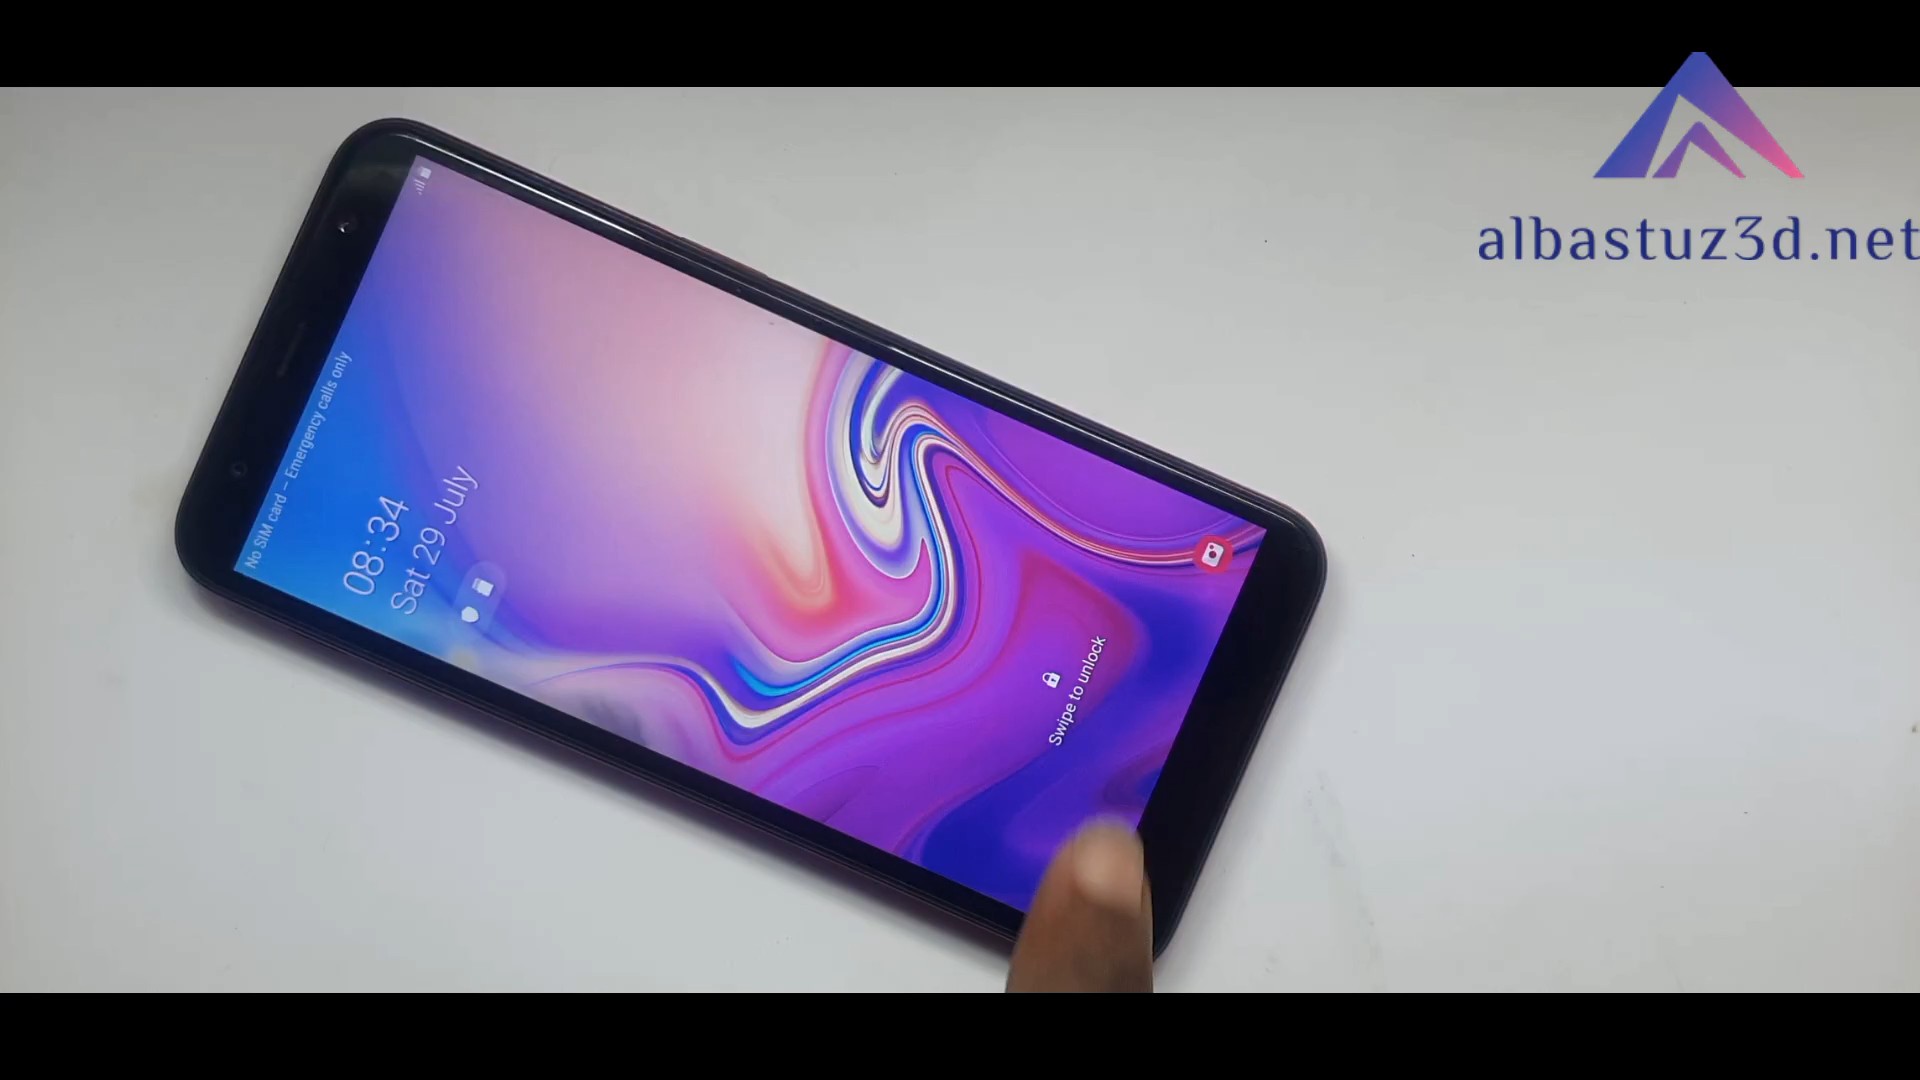 albastuz3d.net
No SIM card – Emergency calls only
08:34
Sat 29 July
Swipe to unlock